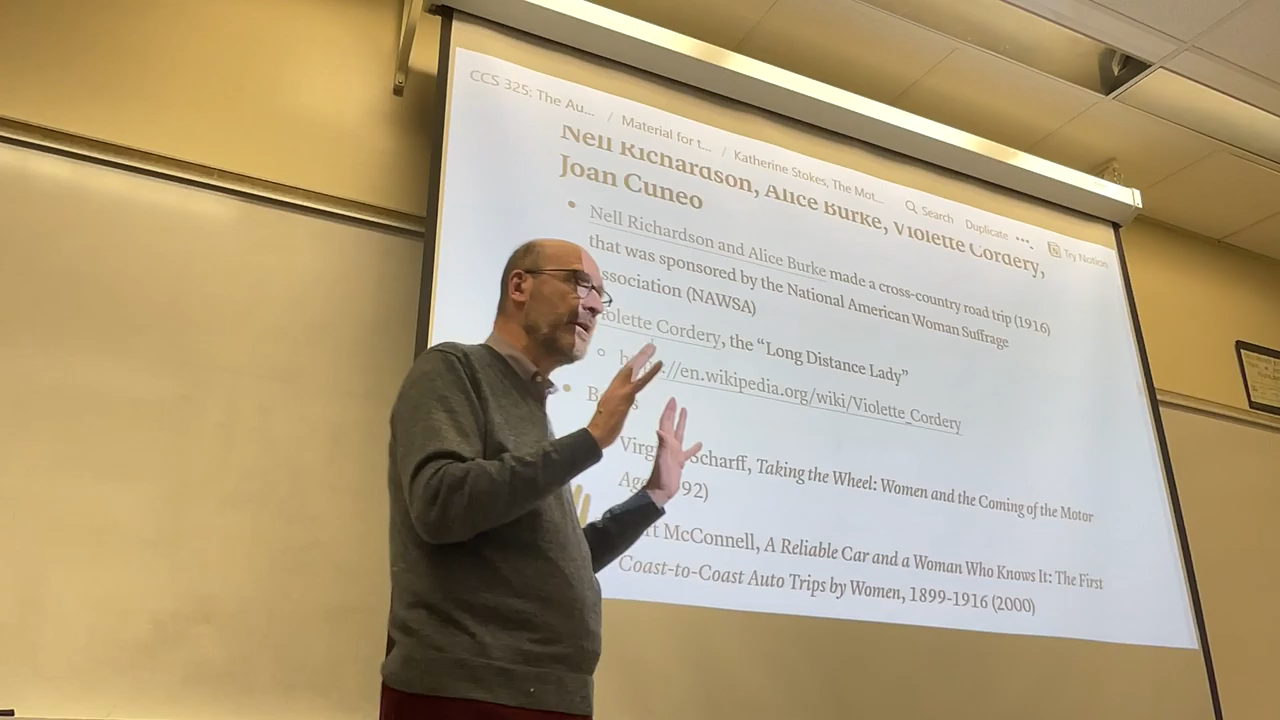 CCS 325: The Au... / Material for t... / Katherine Stokes, The Mot... Search Duplicate ... Try Notion
Nell Richardson, Alice Burke, Violette Cordery,
Joan Cuneo
• Nell Richardson and Alice Burke made a cross-country road trip (1916)
that was sponsored by the National American Woman Suffrage
ssociation (NAWSA)
iolette Cordery, the “Long Distance Lady”
://en.wikipedia.org/wiki/Violette_Cordery
Scharff, Taking the Wheel: Women and the Coming of the Motor
Age 92)
McConnell, A Reliable Car and a Woman Who Knows It: The First
Coast-to-Coast Auto Trips by Women, 1899-1916 (2000)